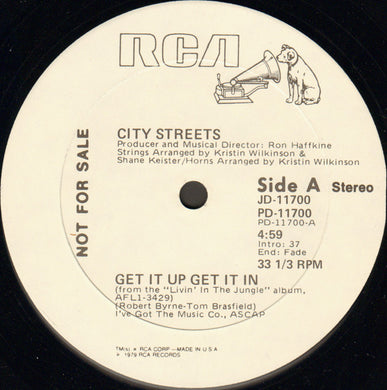 RCA
NOT FOR SALE
CITY STREETS
Producer and Musical Director: Ron Haffkine
Strings Arranged by Kristin Wilkinson &
Shane Keister/Horns Arranged by Kristin Wilkinson
Side A Stereo
JD-11700
PD-11700
PD-11700-A
4:59
Intro: 37
End: Fade
33 1/3 RPM
GET IT UP GET IT IN
(from the "Livin' In The Jungle" album,
AFL1-3429)
(Robert Byrne-Tom Brasfield)
I've Got The Music Co., ASCAP
TM(s) ® RCA CORP—MADE IN U.S.A
℗ 1979 RCA RECORDS